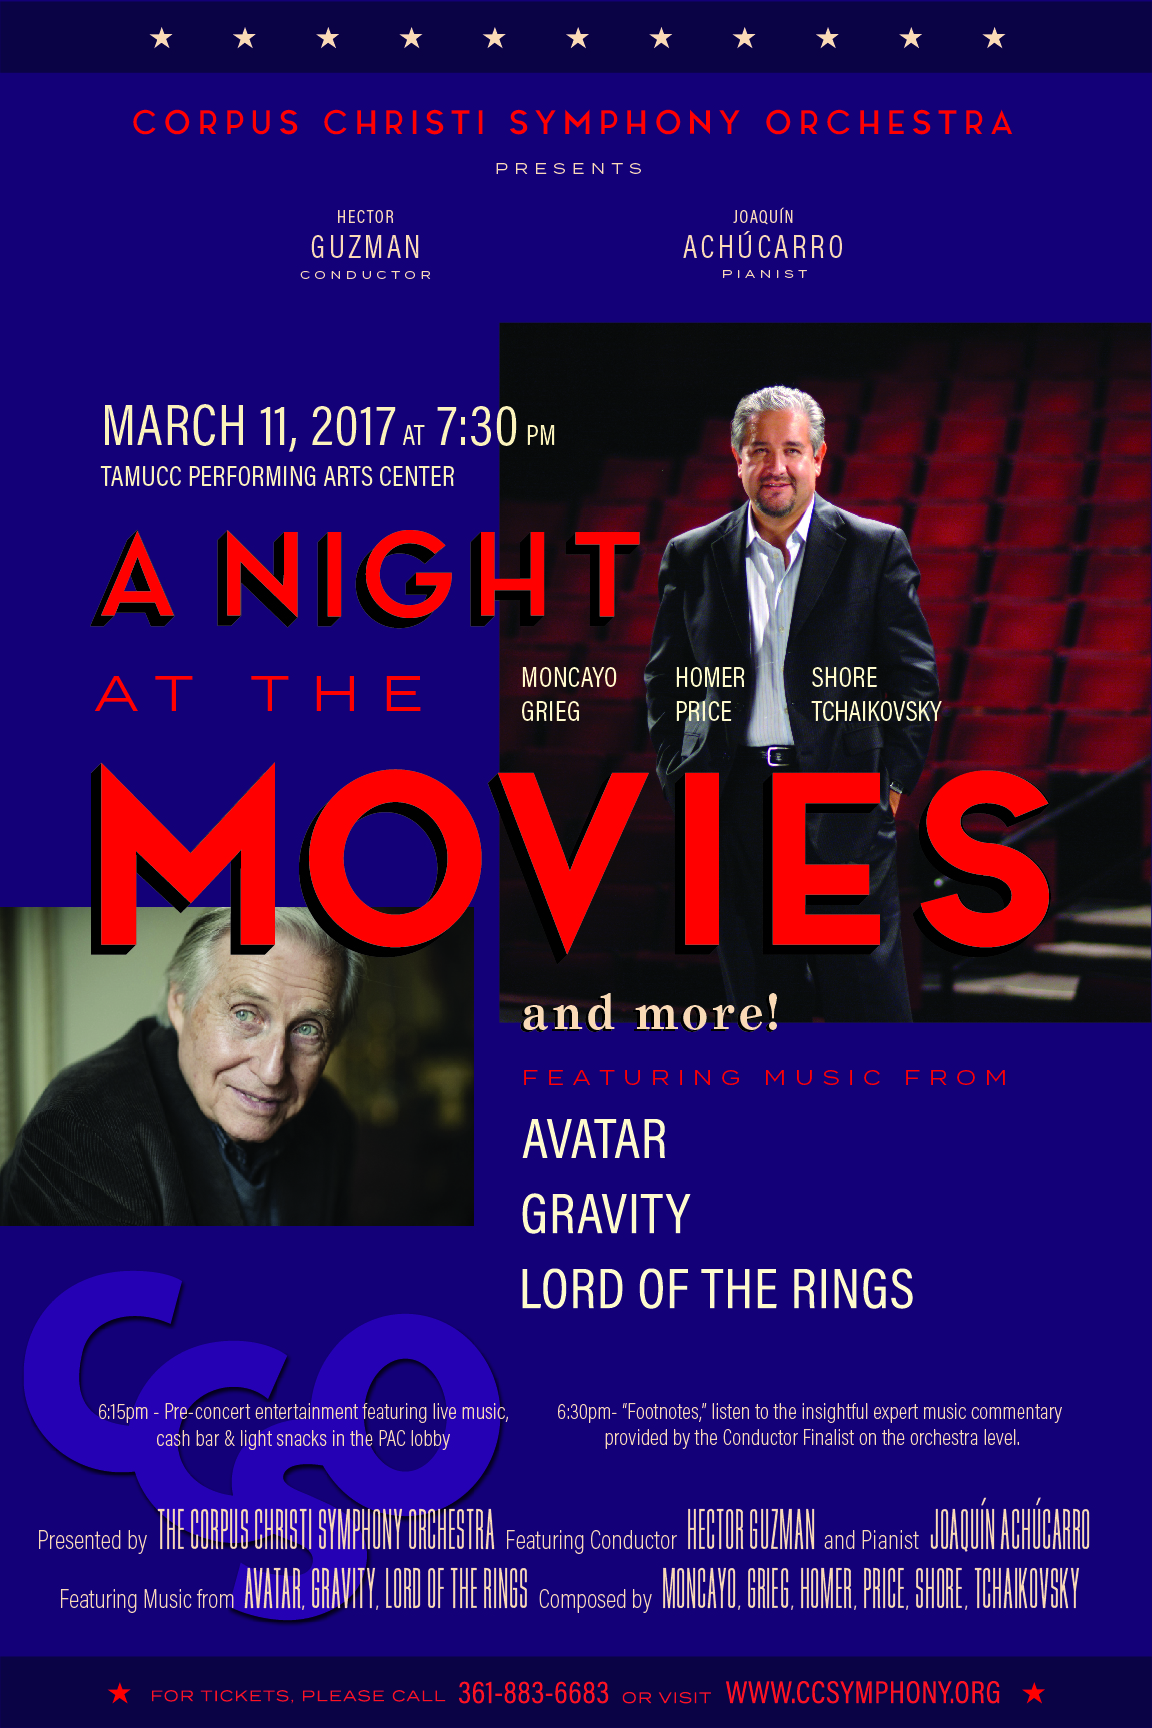 CORPUS CHRISTI SYMPHONY ORCHESTRA
PRESENTS
HECTOR
GUZMAN
CONDUCTOR
JOAQUÍN
ACHÚCARRO
PIANIST
MARCH 11, 2017 AT 7:30 PM
TAMUCC PERFORMING ARTS CENTER
A NIGHT
AT THE
MOVIES
MONCAYO HOMER SHORE
GRIEG PRICE TCHAIKOVSKY
and more!
FEATURING MUSIC FROM
AVATAR
GRAVITY
LORD OF THE RINGS
CCSO
6:15pm - Pre-concert entertainment featuring live music,
cash bar & light snacks in the PAC lobby
6:30pm- “Footnotes,” listen to the insightful expert music commentary
provided by the Conductor Finalist on the orchestra level.
Presented by THE CORPUS CHRISTI SYMPHONY ORCHESTRA Featuring Conductor HECTOR GUZMAN and Pianist JOAQUÍN ACHÚCARRO
Featuring Music from AVATAR, GRAVITY, LORD OF THE RINGS Composed by MONCAYO, GRIEG, HOMER, PRICE, SHORE, TCHAIKOVSKY
FOR TICKETS, PLEASE CALL 361-883-6683 OR VISIT WWW.CCSYMPHONY.ORG